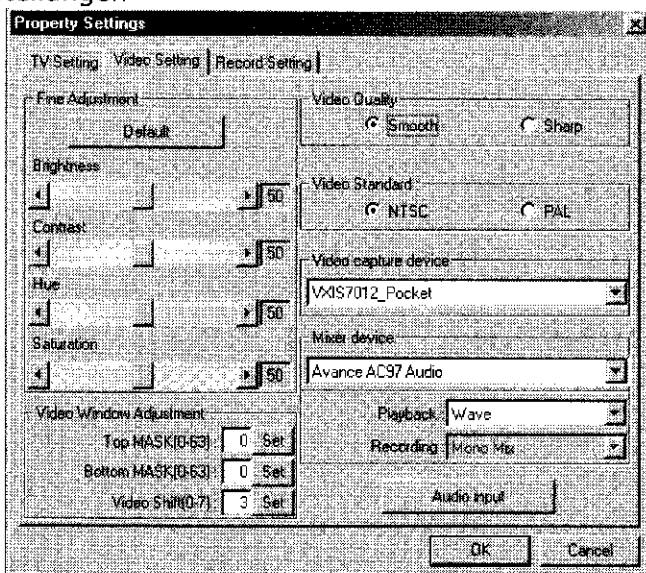 Property Settings
TV Setting Video Setting Record Setting
Fine Adjustment
Default
Brightness
50
Contrast
50
Hue
50
Saturation
50
Video Window Adjustment
Top MASK(0-63) 0 Set
Bottom MASK(0-63) 0 Set
Video Shift(0-7) 3 Set
Video Quality
Smooth Sharp
Video Standard
NTSC PAL
Video capture device
VXIS7012_Pocket
Mixer device
Avance AC97 Audio
Playback Wave
Recording Mono Mix
Audio input
OK Cancel